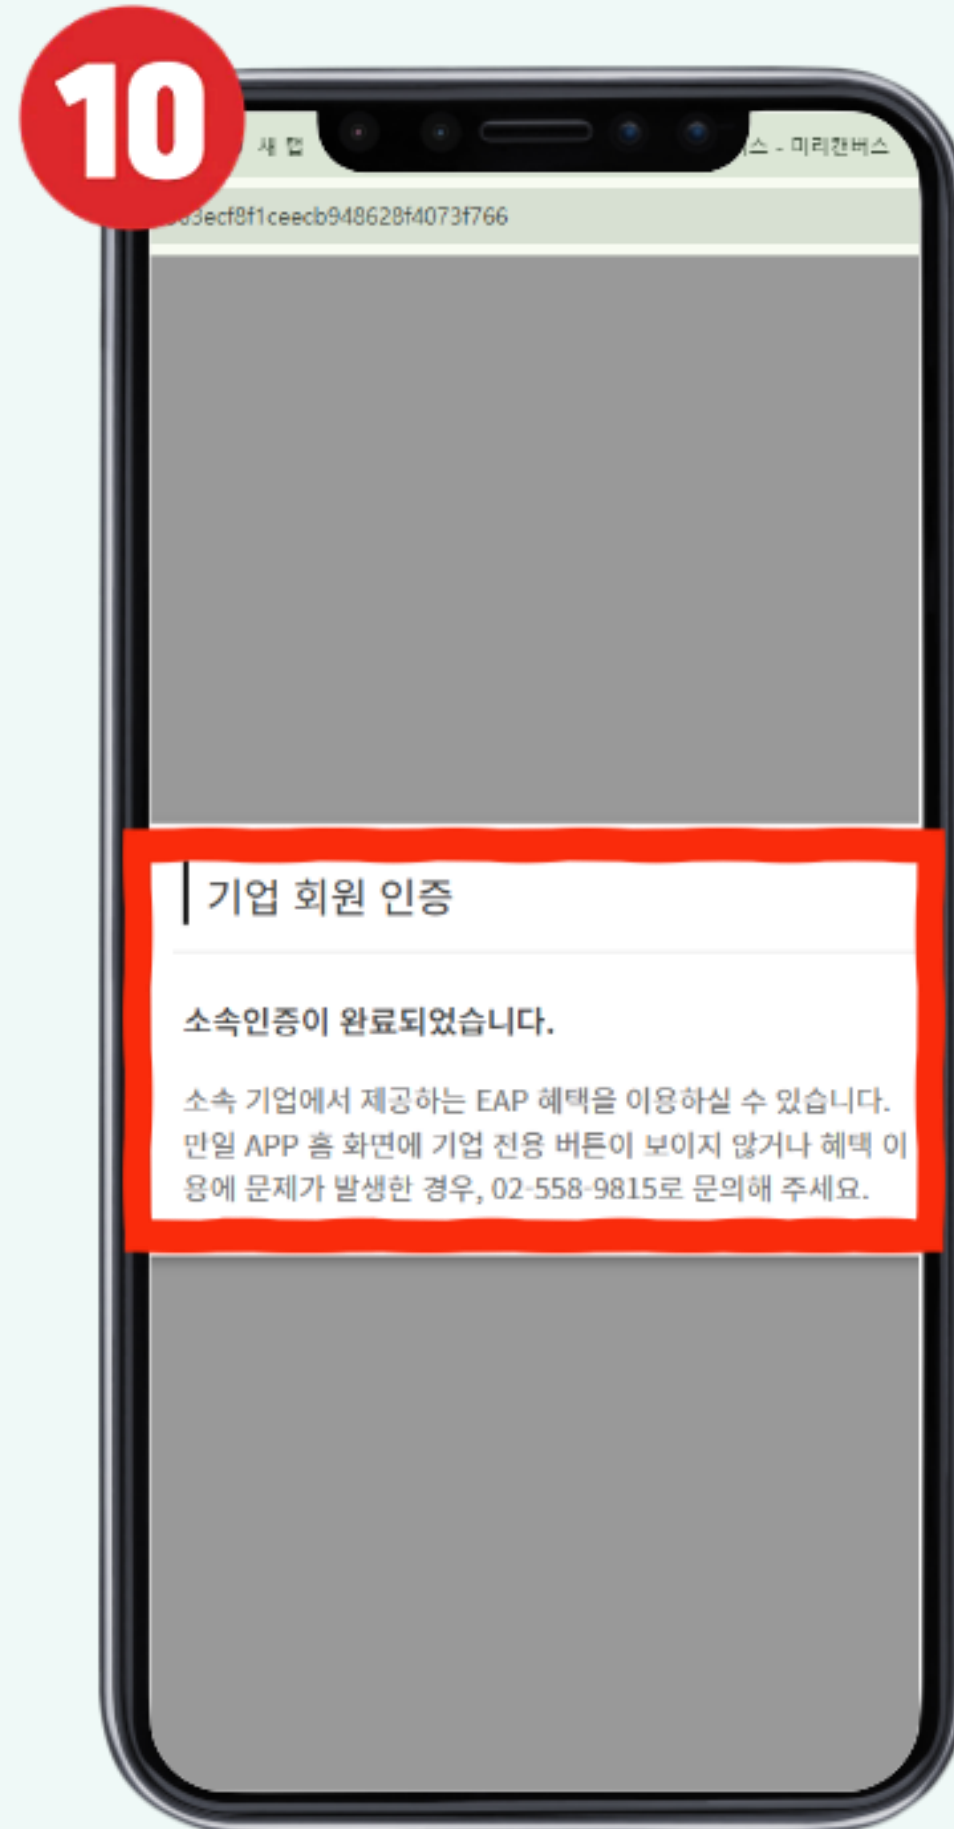 10
새 탭
스 - 미리캔버스
3ecf8f1ceecb948628f4073f766
기업 회원 인증
소속인증이 완료되었습니다.
소속 기업에서 제공하는 EAP 혜택을 이용하실 수 있습니다.
만일 APP 홈 화면에 기업 전용 버튼이 보이지 않거나 혜택 이
용에 문제가 발생한 경우, 02-558-9815로 문의해 주세요.